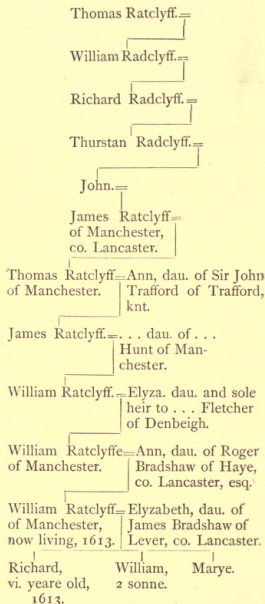 Thomas Ratclyff.=
William Radclyff.=
Richard Radclyff.=
Thurstan Radclyff.=
John.=
James Ratclyff=
of Manchester,
co. Lancaster.
Thomas Ratclyff=Ann, dau. of Sir John
of Manchester. Trafford of Trafford,
knt.
James Ratclyff.=. . . dau. of . . .
Hunt of Man-
chester.
William Ratclyff.=Elyza. dau. and sole
heir to . . . Fletcher
of Denbeigh.
William Ratclyffe=Ann, dau. of Roger
of Manchester. Bradshaw of Haye,
co. Lancaster, esq.
William Ratclyff=Elyzabeth, dau. of
of Manchester, James Bradshaw of
now living, 1613. Lever, co. Lancaster.
Richard, William, Marye.
vi. yeare old, 2 sonne.
1613.